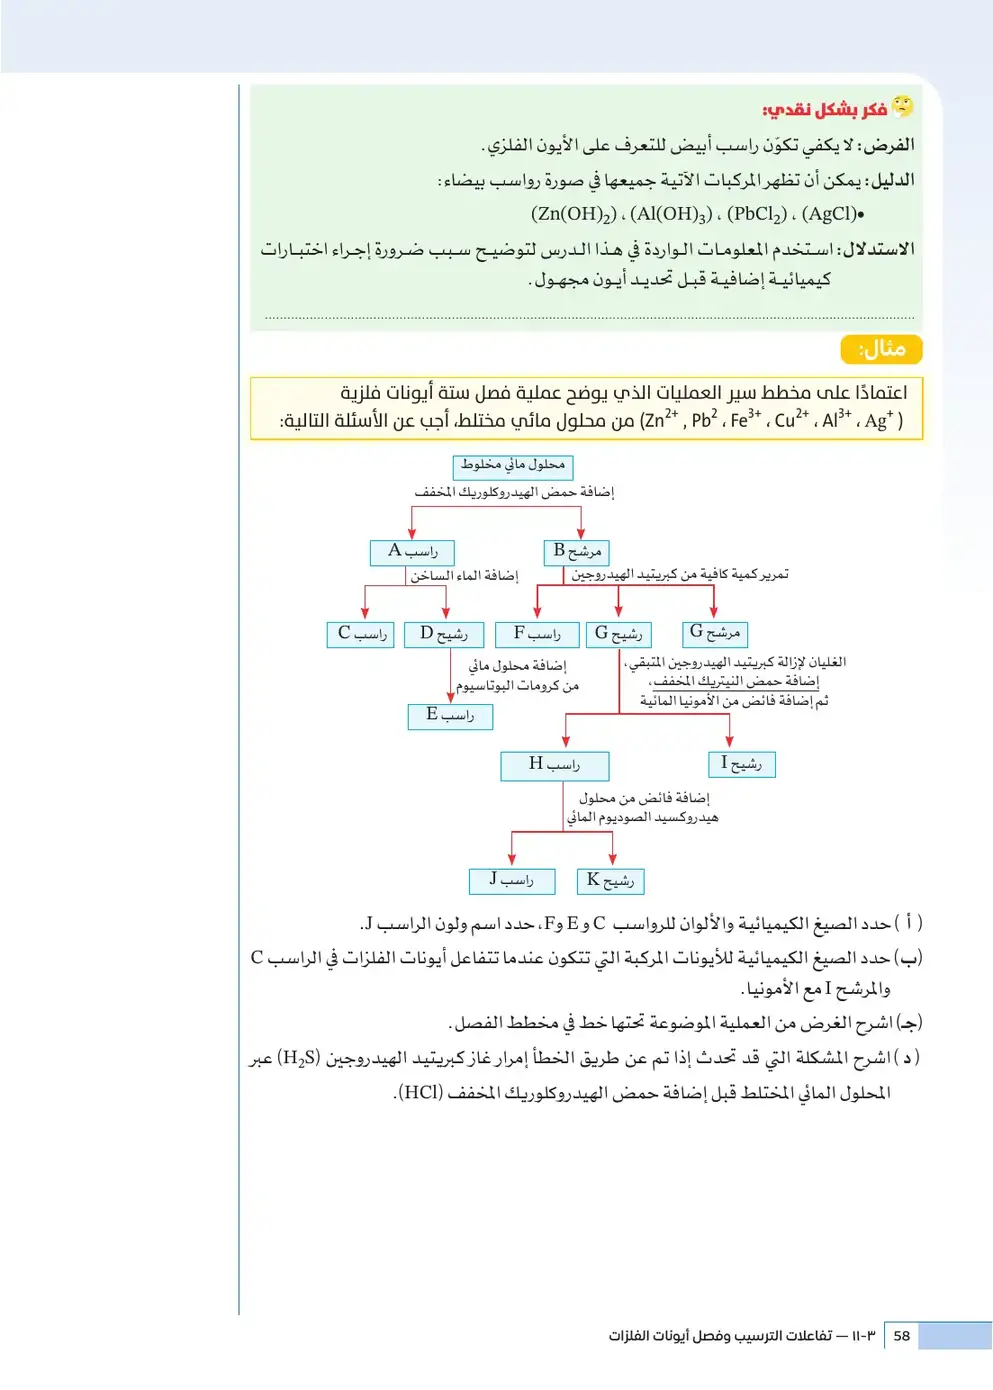 فكر بشكل نقدي:
الفرض: لا يكفي تكوّن راسب أبيض للتعرف على الأيون الفلزي.
الدليل: يمكن أن تظهر المركبات الآتية جميعها في صورة رواسب بيضاء:
•(AgCl) ، (PbCl₂) ، (Al(OH)₃) ، (Zn(OH)₂)
الاستدلال: استخدم المعلومات الواردة في هذا الدرس لتوضيح سبب ضرورة إجراء اختبارات
كيميائية إضافية قبل تحديد أيون مجهول.
مثال:
اعتمادًا على مخطط سير العمليات الذي يوضح عملية فصل ستة أيونات فلزية
(Zn²⁺ , Pb² ، Fe³⁺ ، Cu²⁺ ، Al³⁺ ، Ag⁺) من محلول مائي مختلط، أجب عن الأسئلة التالية:
محلول مائي مخلوط
إضافة حمض الهيدروكلوريك المخفف
مرشح B
راسب A
تمرير كمية كافية من كبريتيد الهيدروجين
إضافة الماء الساخن
مرشح G
رشيح G
راسب F
رشيح D
راسب C
الغليان لإزالة كبريتيد الهيدروجين المتبقي،
إضافة حمض النيتريك المخفف،
ثم إضافة فائض من الأمونيا المائية
إضافة محلول مائي
من كرومات البوتاسيوم
راسب E
رشيح I
راسب H
إضافة فائض من محلول
هيدروكسيد الصوديوم المائي
رشيح K
راسب J
( أ ) حدد الصيغ الكيميائية والألوان للرواسب C و E وF، حدد اسم ولون الراسب J.
(ب) حدد الصيغ الكيميائية للأيونات المركبة التي تتكون عندما تتفاعل أيونات الفلزات في الراسب C
والمرشح I مع الأمونيا.
(جـ) اشرح الغرض من العملية الموضوعة تحتها خط في مخطط الفصل.
( د ) اشرح المشكلة التي قد تحدث إذا تم عن طريق الخطأ إمرار غاز كبريتيد الهيدروجين (H₂S) عبر
المحلول المائي المختلط قبل إضافة حمض الهيدروكلوريك المخفف (HCl).
58
٣-١١ — تفاعلات الترسيب وفصل أيونات الفلزات